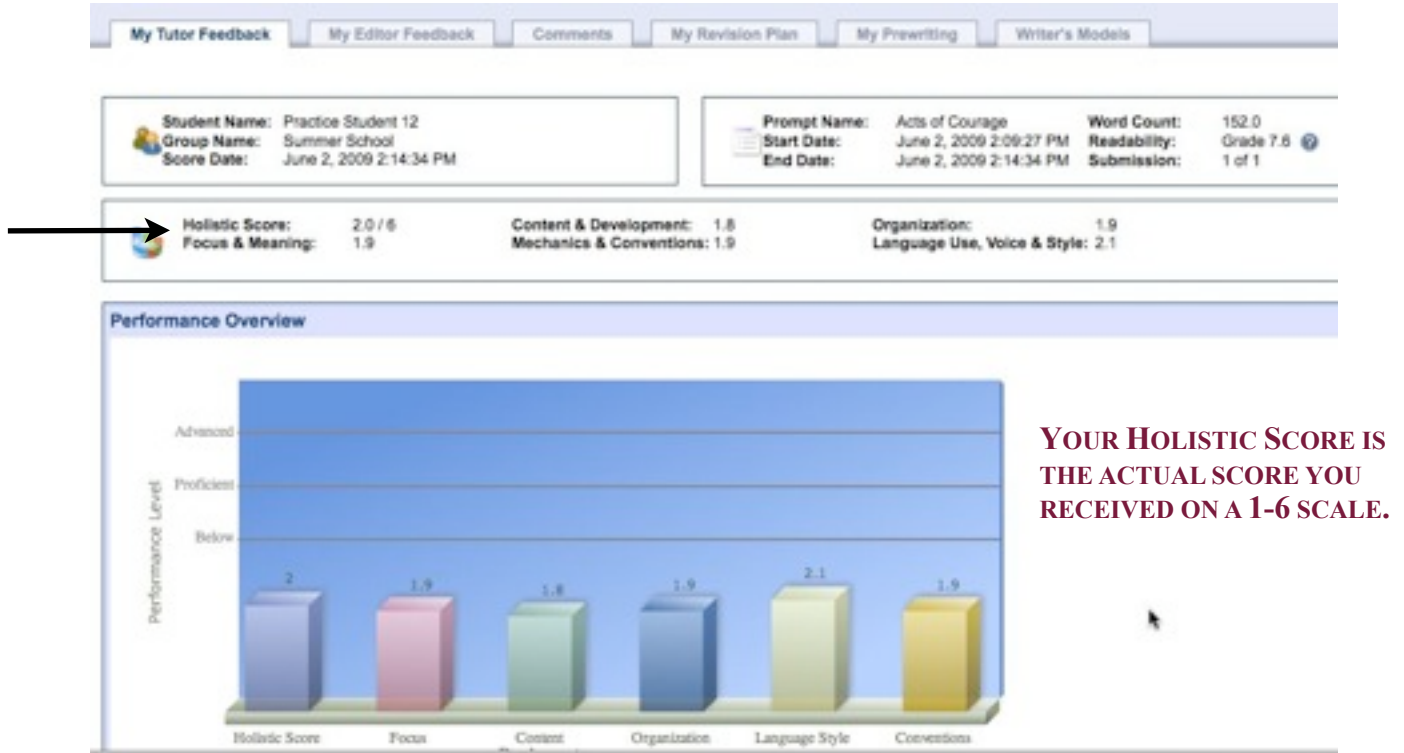 My Tutor Feedback My Editor Feedback Comments My Revision Plan My Prewriting Writer's Models
Student Name: Practice Student 12
Group Name: Summer School
Score Date: June 2, 2009 2:14:34 PM
Prompt Name: Acts of Courage Word Count: 152.0
Start Date: June 2, 2009 2:09:27 PM Readability: Grade 7.6
End Date: June 2, 2009 2:14:34 PM Submission: 1 of 1
Holistic Score: 2.0 / 6 Content & Development: 1.8 Organization: 1.9
Focus & Meaning: 1.9 Mechanics & Conventions: 1.9 Language Use, Voice & Style: 2.1
Performance Overview
Performance Level
Advanced
Proficient
Below
2 1.9 1.8 1.9 2.1 1.9
Holistic Score Focus Content Organization Language Style Conventions
YOUR HOLISTIC SCORE IS
THE ACTUAL SCORE YOU
RECEIVED ON A 1-6 SCALE.